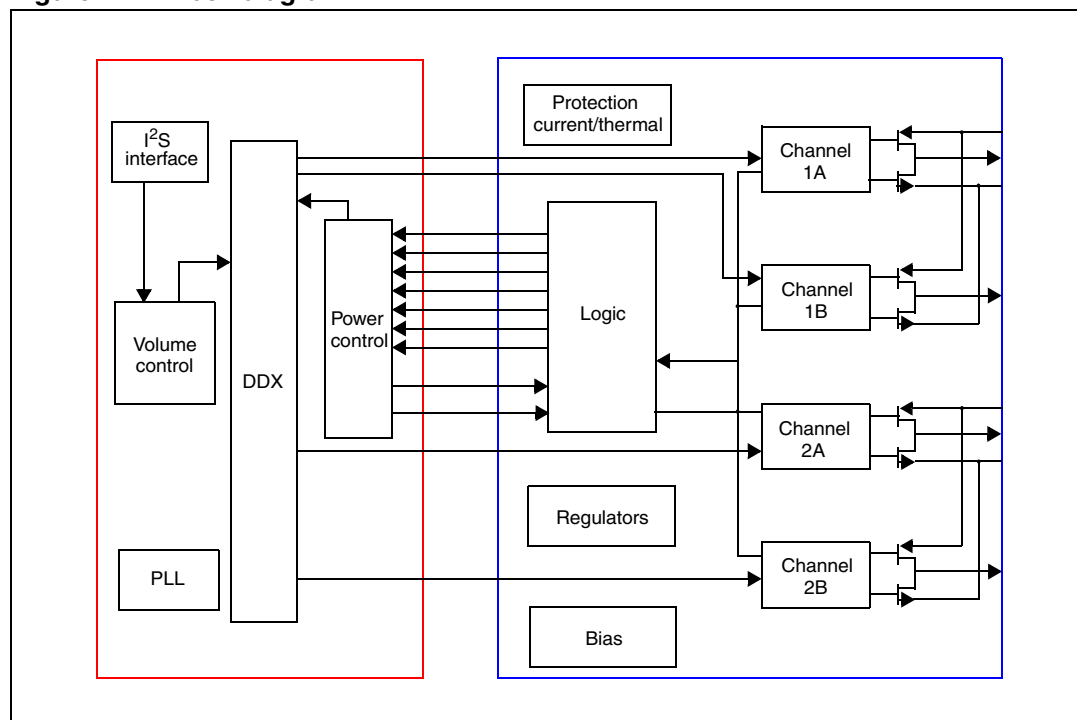 I²S
interface
Volume
control
PLL
DDX
Power
control
Protection
current/thermal
Logic
Regulators
Bias
Channel
1A
Channel
1B
Channel
2A
Channel
2B